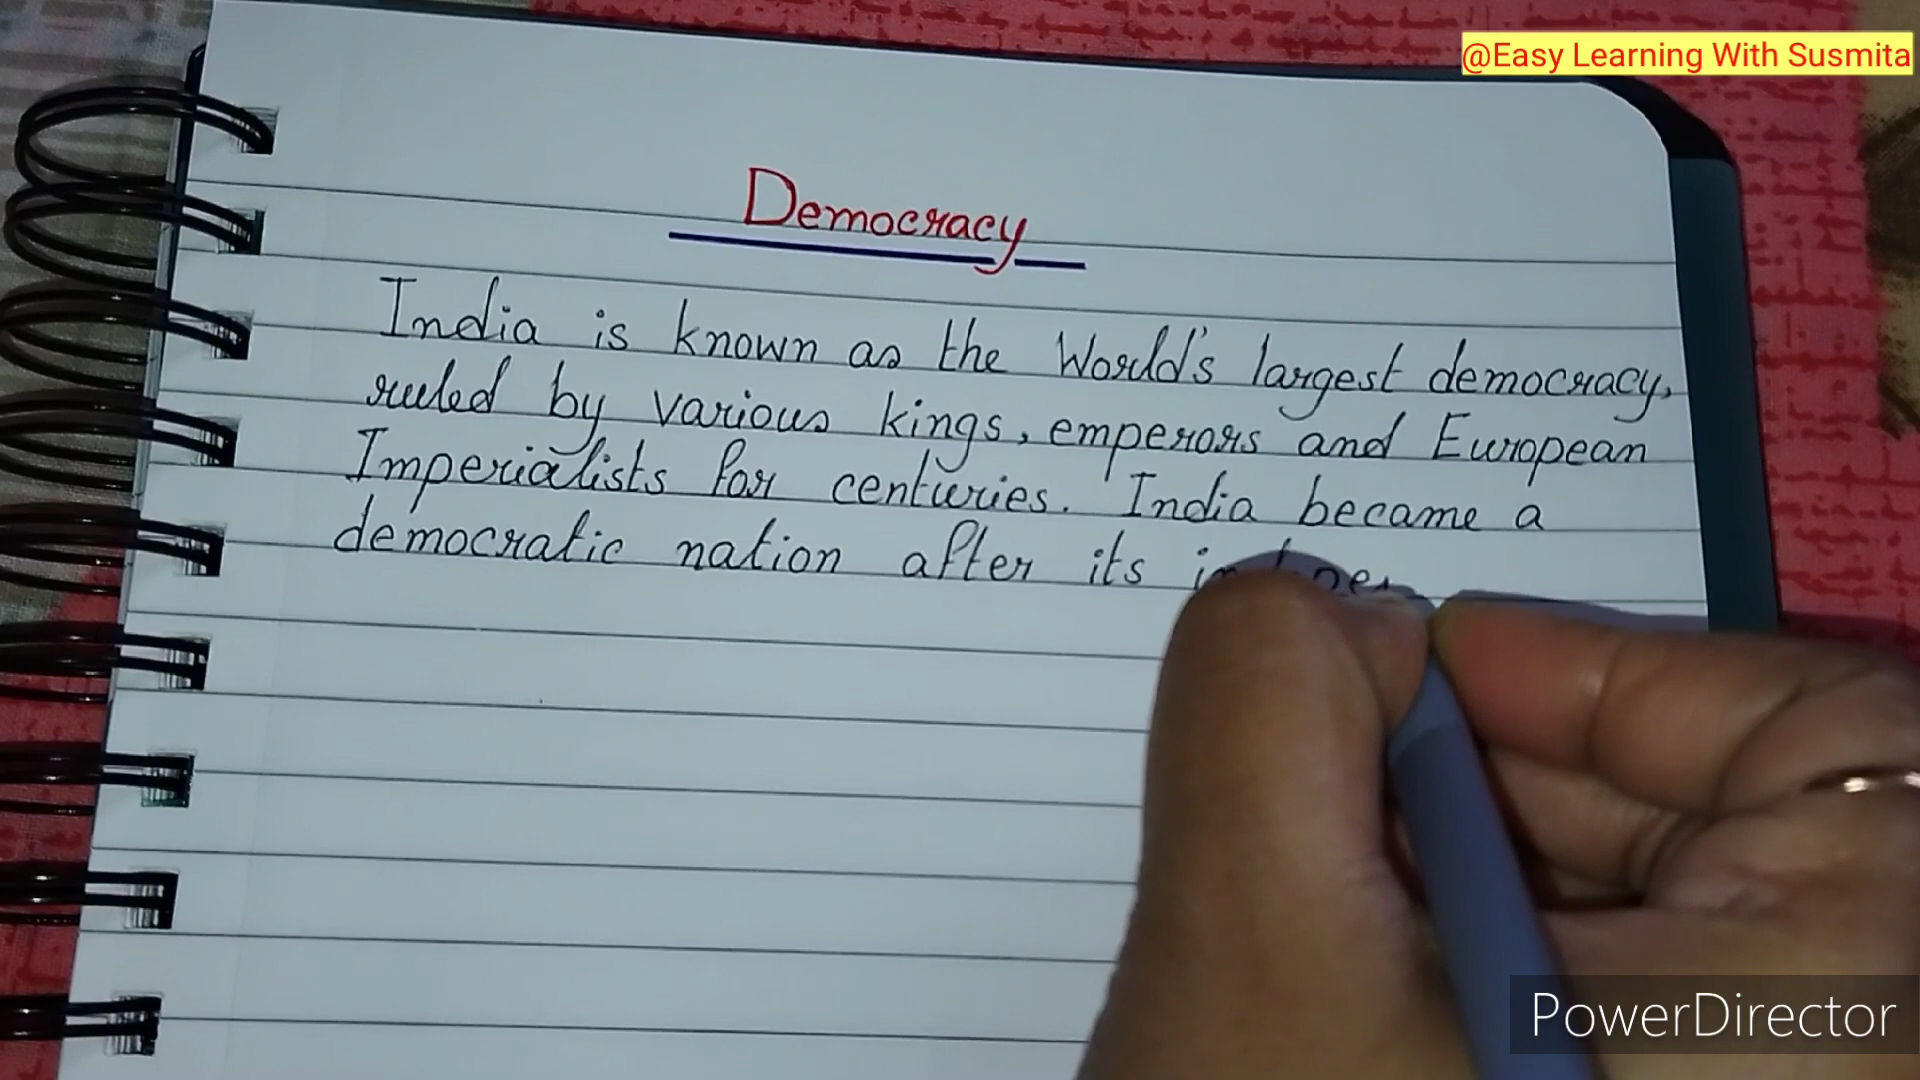 @Easy Learning With Susmita
Democracy
India is known as the World's largest democracy,
ruled by various kings, emperors and European
Imperialists for centuries. India became a
democratic nation after its
PowerDirector